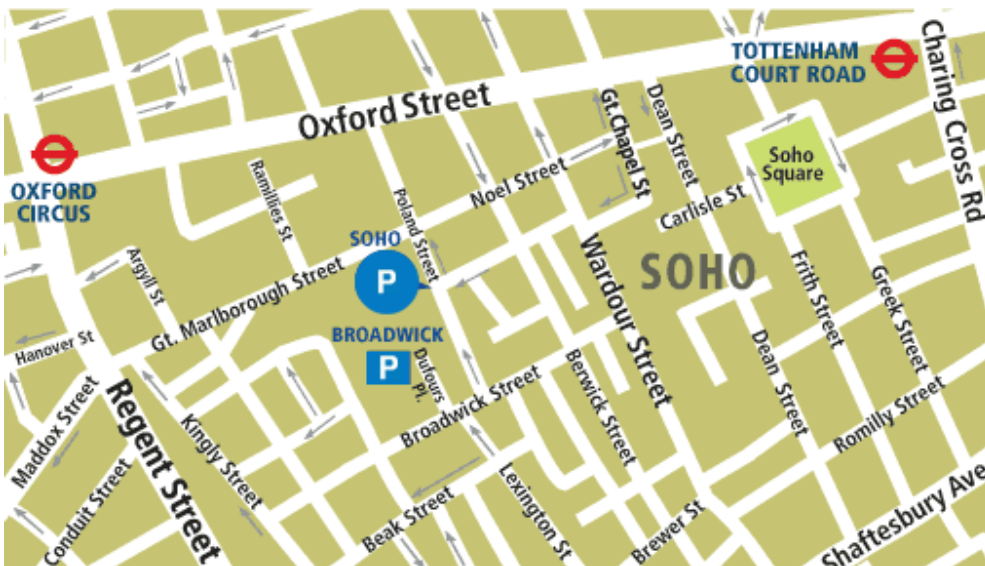 TOTTENHAM
COURT ROAD
Charing Cross Rd
Oxford Street
Dean Street
Gt.Chapel St
Soho
Square
OXFORD
CIRCUS
Ramillies St
Noel Street
Poland Street
Carlisle St
SOHO
P
Argyll St
Wardour Street
SOHO
Frith Street
Greek Street
Gt. Marlborough Street
Hanover St
BROADWICK
P
Dufours
Pl.
Berwick Street
Dean Street
Maddox Street
Regent Street
Kingly Street
Broadwick Street
Romilly Street
Conduit Street
Beak Street
Lexington St
Brewer St
Shaftesbury Ave